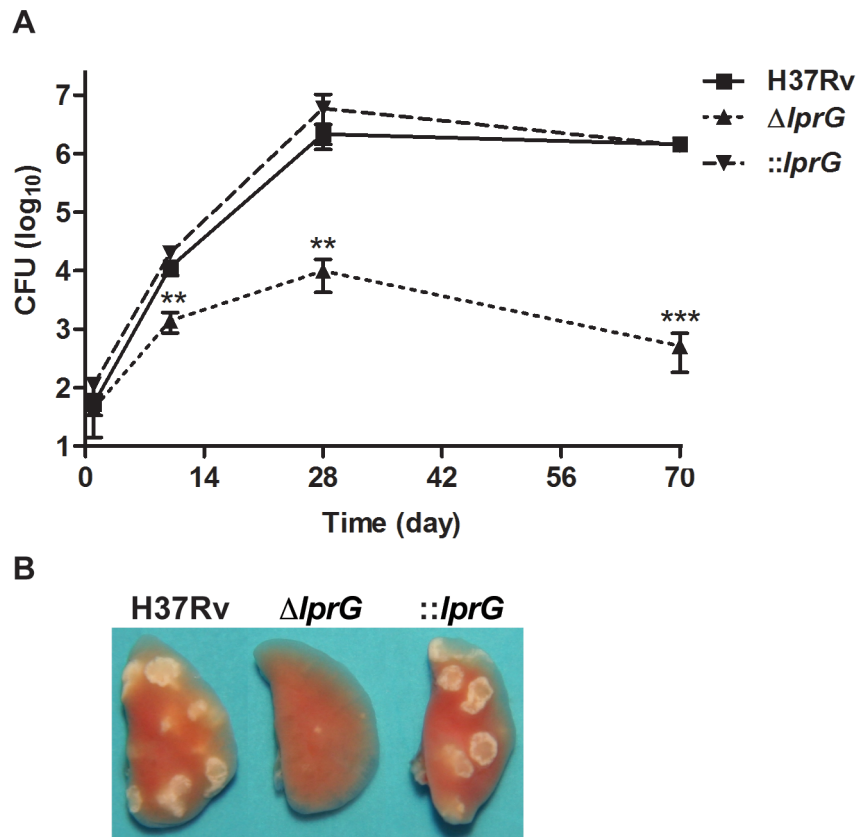 A
H37Rv
ΔlprG
::lprG
CFU (log10)
7
6
5
4
3
2
1
**
**
***
0 14 28 42 56 70
Time (day)
B
H37Rv ΔlprG ::lprG